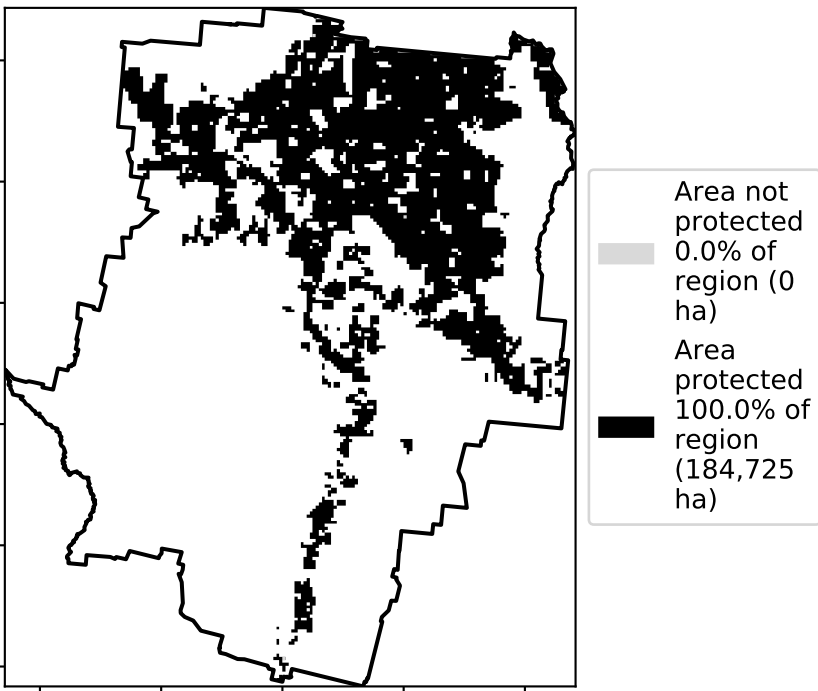 Area not
protected
0.0% of
region (0
ha)
Area
protected
100.0% of
region
(184,725
ha)